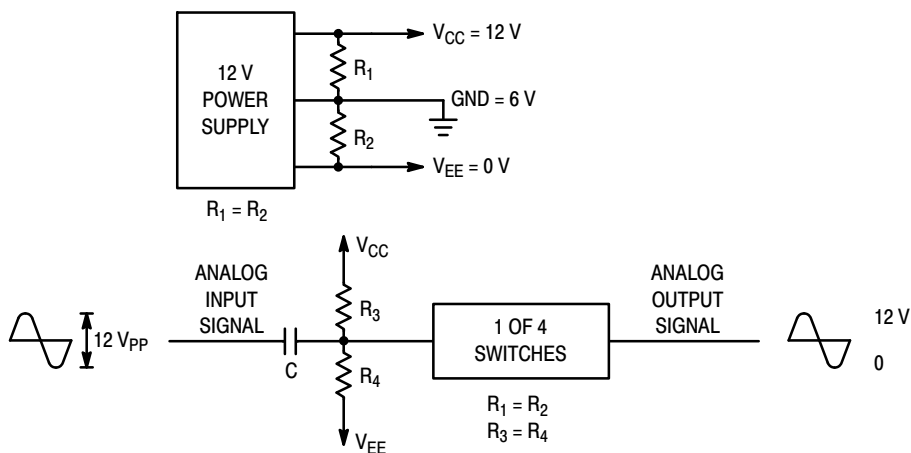 V_CC = 12 V
12 V
POWER
SUPPLY
R_1
GND = 6 V
R_2
V_EE = 0 V
R_1 = R_2
V_CC
ANALOG
INPUT
SIGNAL
ANALOG
OUTPUT
SIGNAL
R_3
12 V_PP
1 OF 4
SWITCHES
12 V
0
C
R_4
R_1 = R_2
R_3 = R_4
V_EE